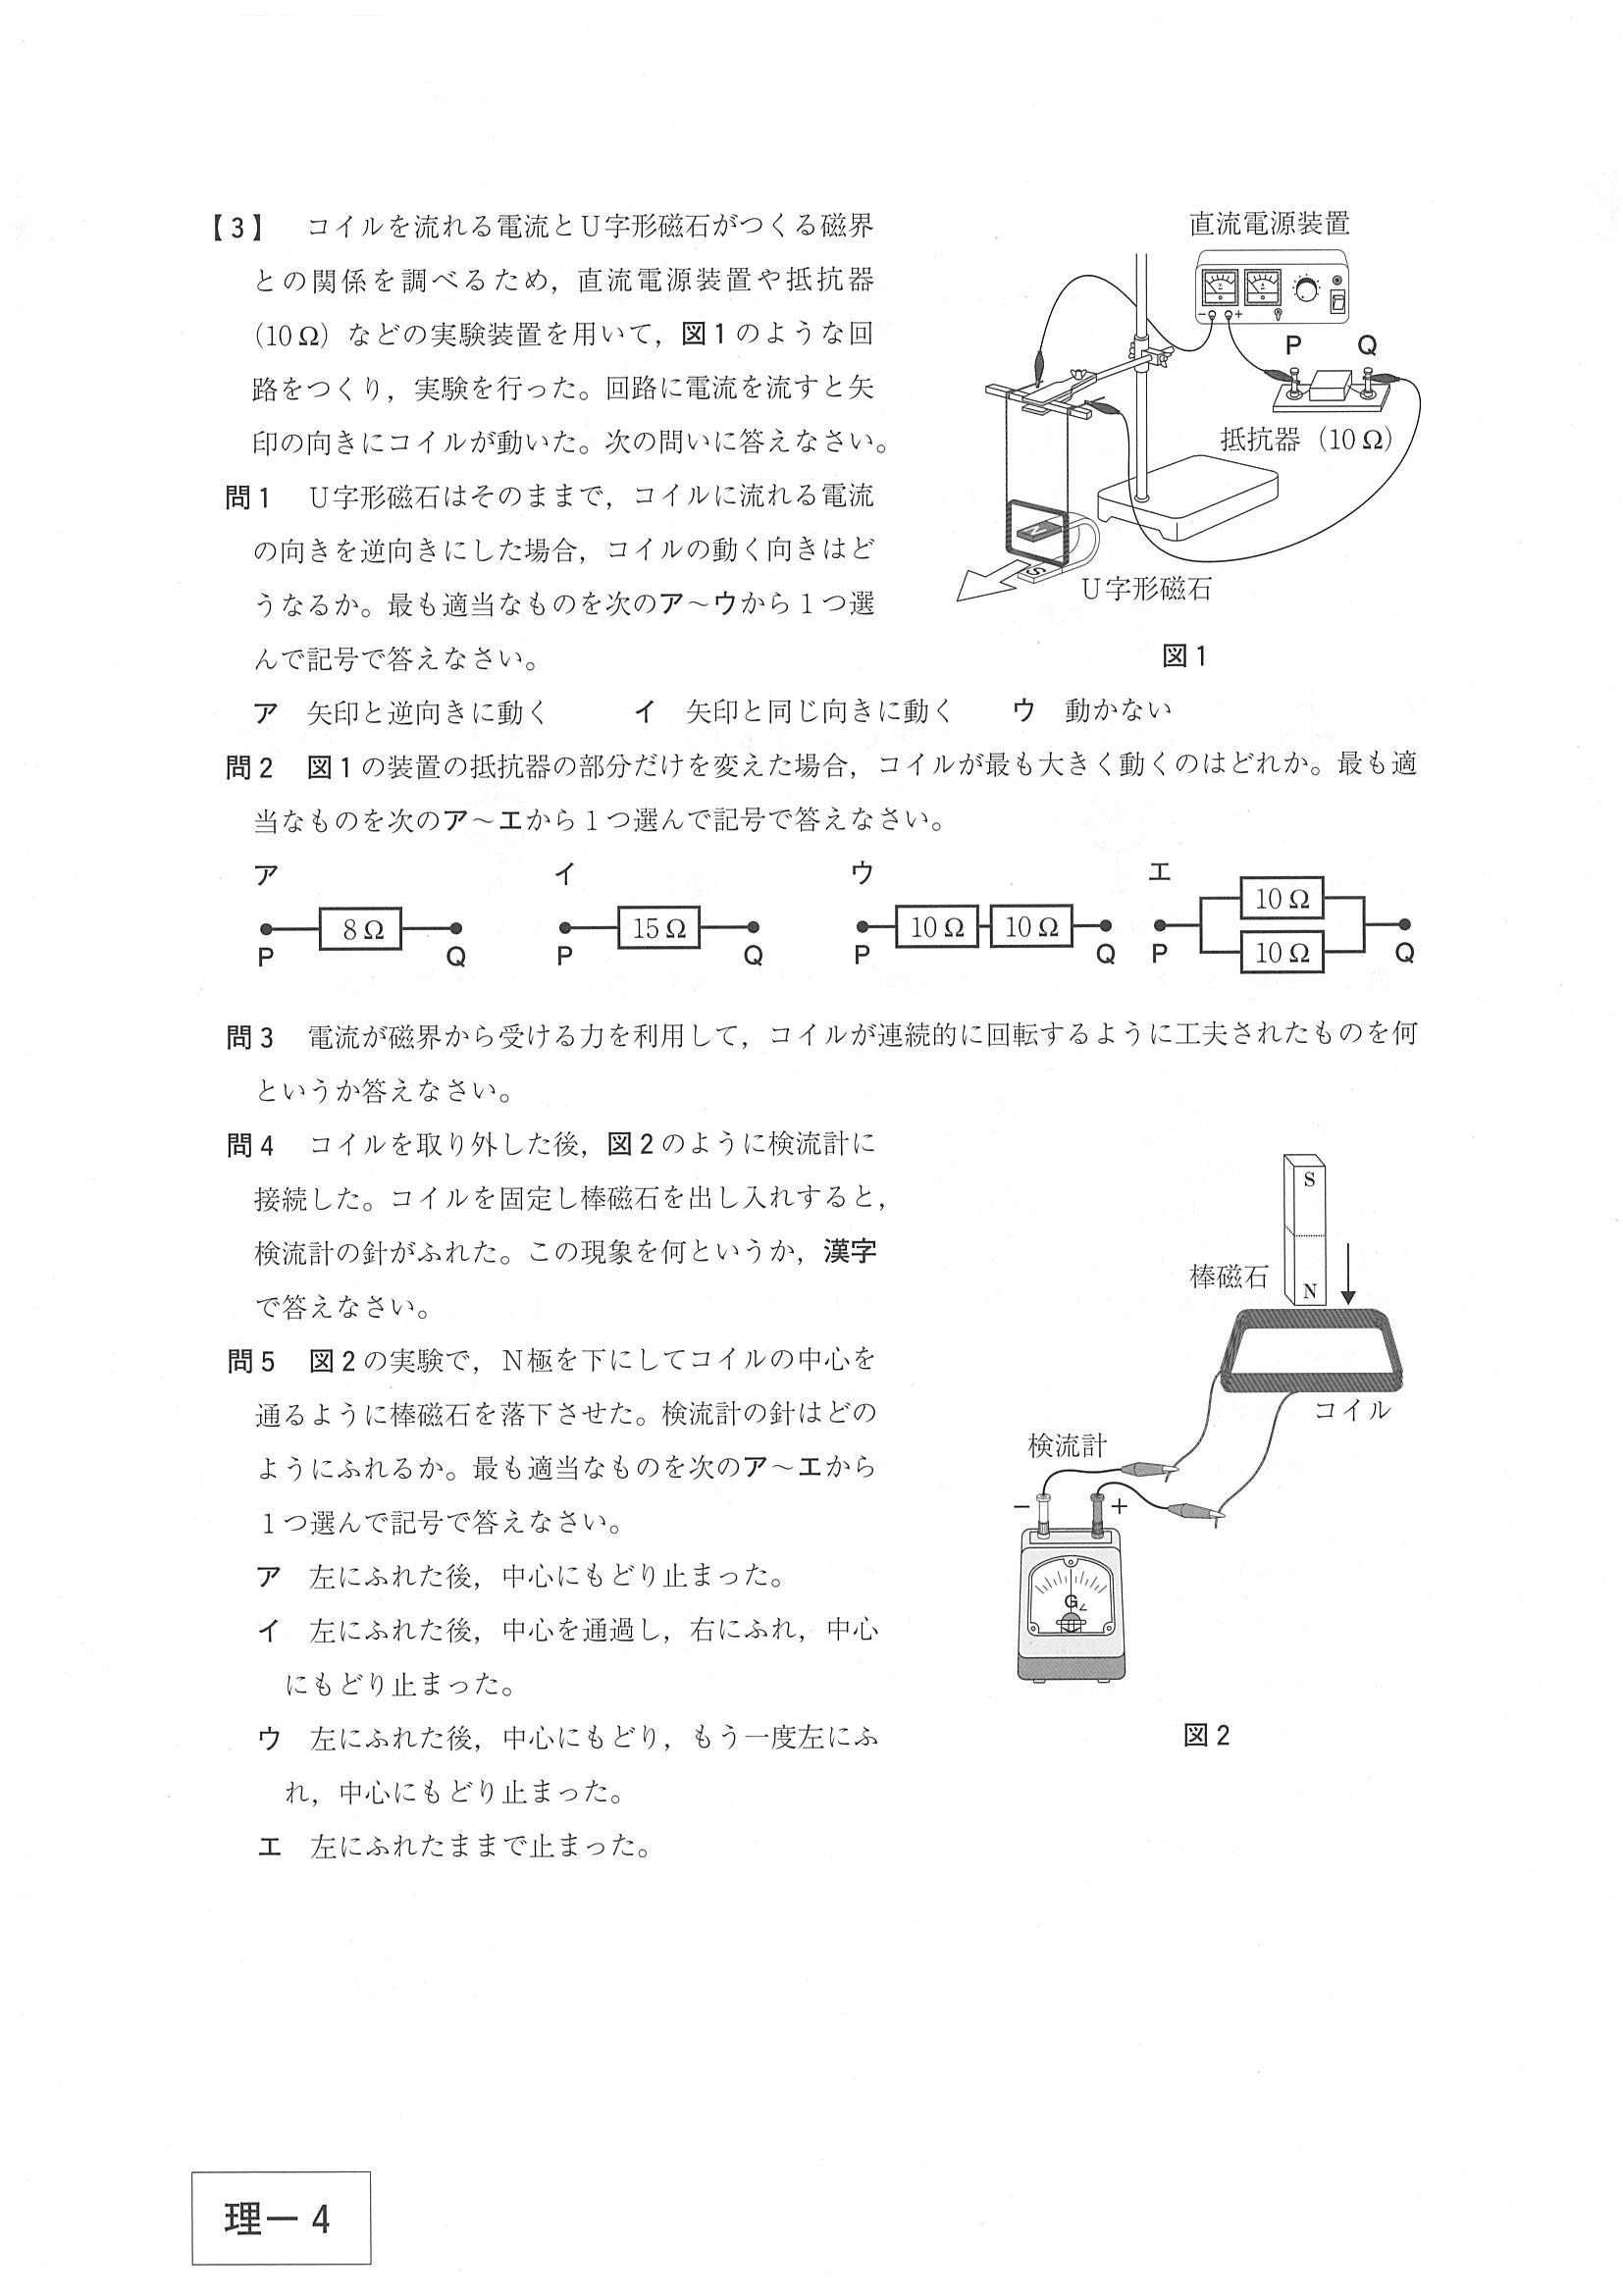 【3】 コイルを流れる電流とU字形磁石がつくる磁界
との関係を調べるため，直流電源装置や抵抗器
（10 Ω）などの実験装置を用いて，図1のような回
路をつくり，実験を行った。回路に電流を流すと矢
印の向きにコイルが動いた。次の問いに答えなさい。
直流電源装置
− +
P Q
抵抗器（10 Ω）
N
S
U字形磁石
図1
問1 U字形磁石はそのままで，コイルに流れる電流
の向きを逆向きにした場合，コイルの動く向きはど
うなるか。最も適当なものを次のア～ウから1つ選
んで記号で答えなさい。
ア 矢印と逆向きに動く イ 矢印と同じ向きに動く ウ 動かない
問2 図1の装置の抵抗器の部分だけを変えた場合，コイルが最も大きく動くのはどれか。最も適
当なものを次のア～エから1つ選んで記号で答えなさい。
ア イ ウ エ
8 Ω 15 Ω 10 Ω 10 Ω 10 Ω
10 Ω
P Q P Q P Q P Q
問3 電流が磁界から受ける力を利用して，コイルが連続的に回転するように工夫されたものを何
というか答えなさい。
問4 コイルを取り外した後，図2のように検流計に
接続した。コイルを固定し棒磁石を出し入れすると，
検流計の針がふれた。この現象を何というか，漢字
で答えなさい。
問5 図2の実験で，N極を下にしてコイルの中心を
通るように棒磁石を落下させた。検流計の針はどの
ようにふれるか。最も適当なものを次のア～エから
1つ選んで記号で答えなさい。
ア 左にふれた後，中心にもどり止まった。
イ 左にふれた後，中心を通過し，右にふれ，中心
にもどり止まった。
ウ 左にふれた後，中心にもどり，もう一度左にふ
れ，中心にもどり止まった。
エ 左にふれたままで止まった。
S
棒磁石
N
コイル
検流計
− +
G
図2
理－4